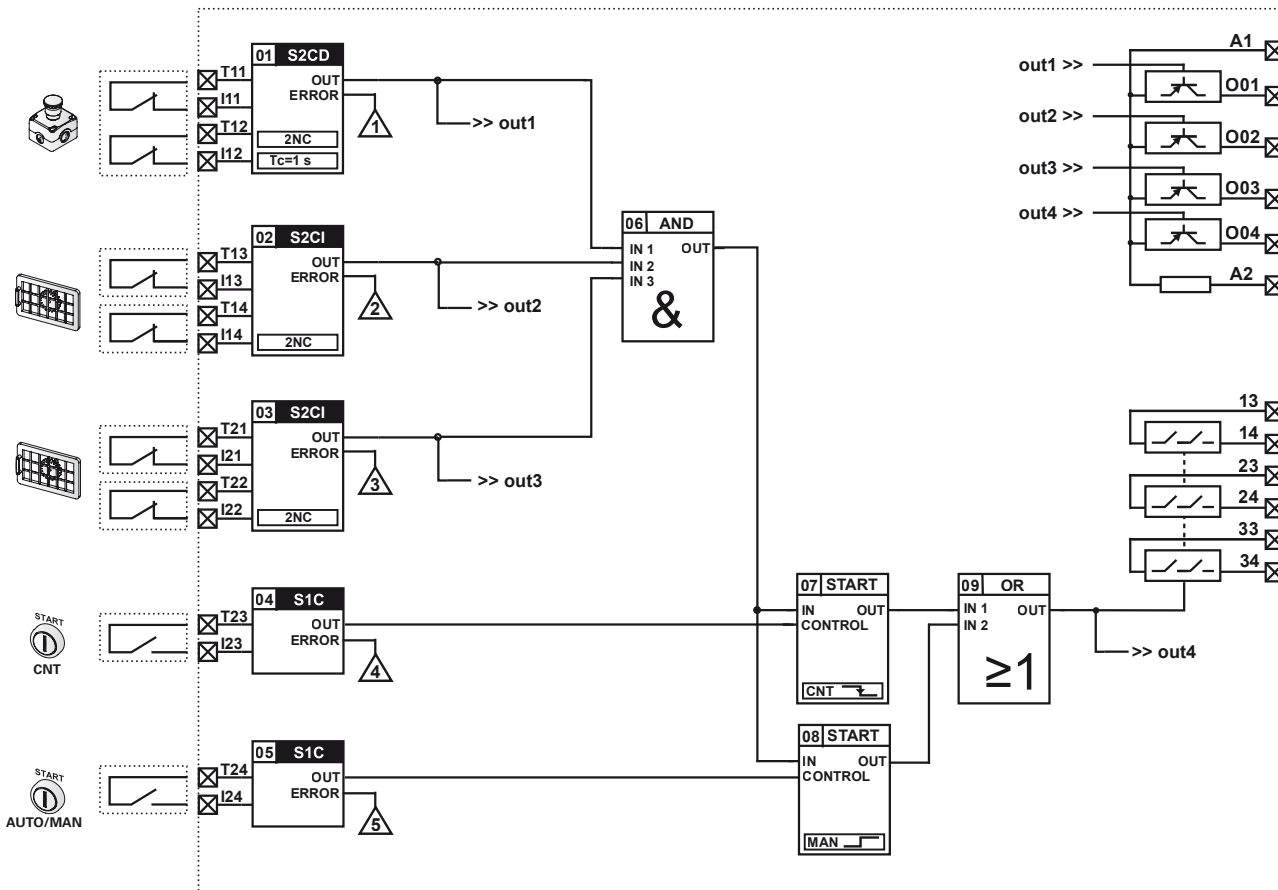 01 S2CD
T11
I11
T12
I12
OUT
ERROR
1
2NC
Tc=1 s
>> out1
02 S2CI
T13
I13
T14
I14
OUT
ERROR
2
2NC
>> out2
03 S2CI
T21
I21
T22
I22
OUT
ERROR
3
2NC
>> out3
06 AND
IN 1 OUT
IN 2
IN 3
&
START
CNT
04 S1C
T23
I23
OUT
ERROR
4
START
AUTO/MAN
05 S1C
T24
I24
OUT
ERROR
5
07 START
IN OUT
CONTROL
CNT
08 START
IN OUT
CONTROL
MAN
09 OR
IN 1 OUT
IN 2
≥1
>> out4
A1
out1 >>
O01
out2 >>
O02
out3 >>
O03
out4 >>
O04
A2
13
14
23
24
33
34